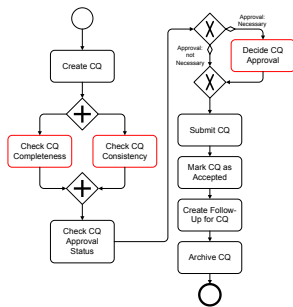 Create CQ
Check CQ
Completeness
Check CQ
Consistency
Check CQ
Approval
Status
Approval:
Necessary
Approval:
not
Necessary
Decide CQ
Approval
Submit CQ
Mark CQ as
Accepted
Create Follow-
Up for CQ
Archive CQ